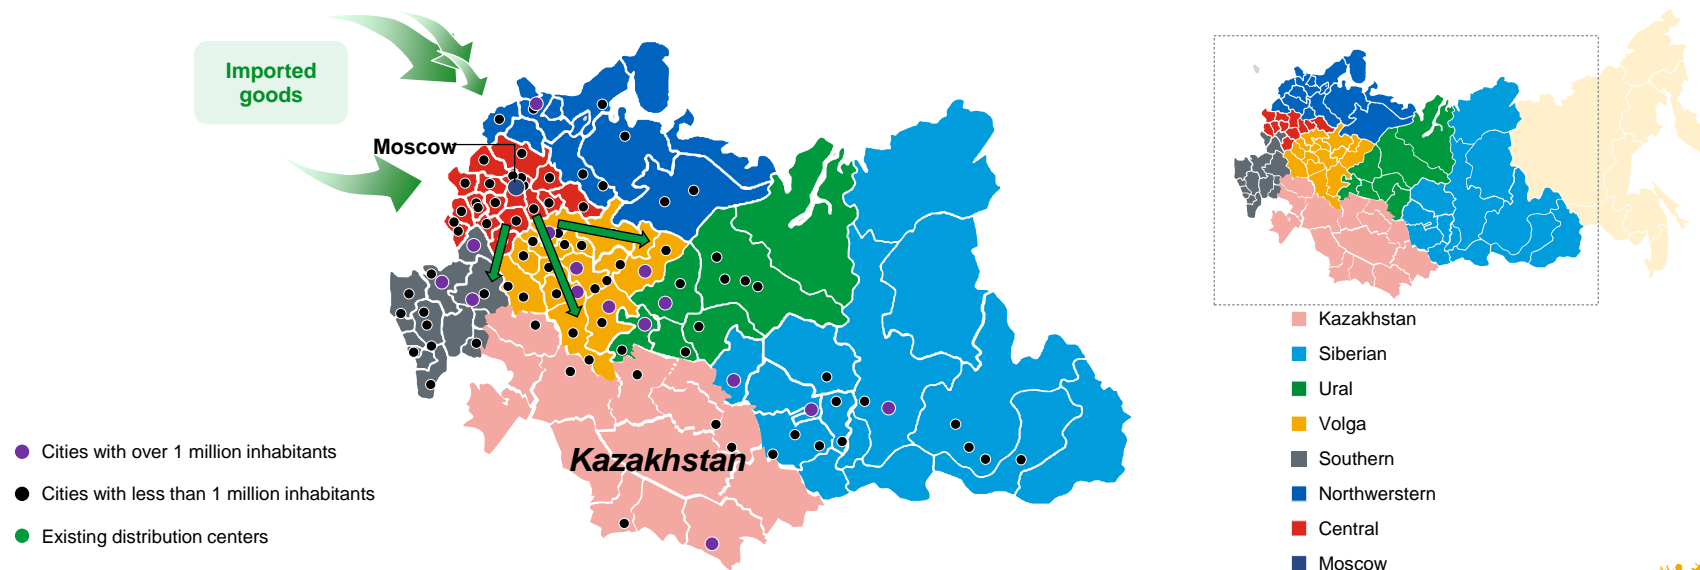 Imported
goods
Moscow
Kazakhstan
Cities with over 1 million inhabitants
Cities with less than 1 million inhabitants
Existing distribution centers
Kazakhstan
Siberian
Ural
Volga
Southern
Northwerstern
Central
Moscow